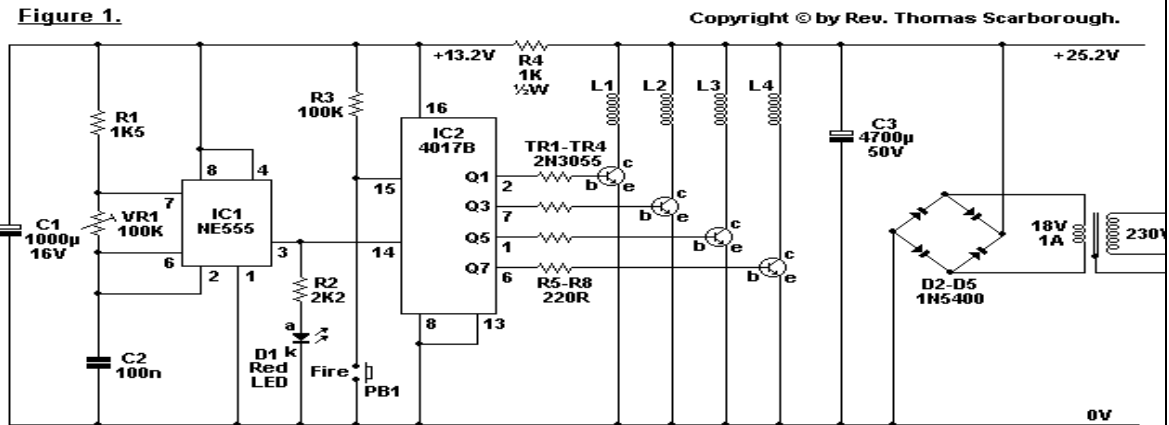 Figure 1.
Copyright © by Rev. Thomas Scarborough.
+13.2V
R4
1K
½W
+25.2V
R1
1K5
R3
100K
L1
L2
L3
L4
16
IC2
4017B
C3
4700µ
50V
TR1-TR4
2N3055
8
4
15
Q1
2
c
b
e
7
VR1
100K
IC1
NE555
Q3
7
c
b
e
C1
1000µ
16V
3
14
Q5
1
c
b
e
18V
1A
230V
6
2
1
Q7
6
c
b
e
R2
2K2
R5-R8
220R
D2-D5
1N5400
8
13
a
k
C2
100n
D1
Red
LED
Fire
PB1
0V